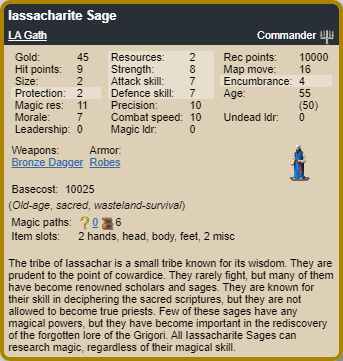 Iassacharite Sage
LA Gath Commander
Gold: 45 Resources: 2 Rec points: 10000
Hit points: 9 Strength: 8 Map move: 16
Size: 2 Attack skill: 7 Encumbrance: 4
Protection: 2 Defence skill: 7 Age: 55
Magic res: 11 Precision: 10 (50)
Morale: 7 Combat speed: 10 Undead ldr: 0
Leadership: 0 Magic ldr: 0
Weapons: Armor:
Bronze Dagger Robes
Basecost: 10025
(Old-age, sacred, wasteland-survival)
Magic paths: ? 0 6
Item slots: 2 hands, head, body, feet, 2 misc
The tribe of Iassachar is a small tribe known for its wisdom. They are
prudent to the point of cowardice. They rarely fight, but many of them
have become renowned scholars and sages. They are known for
their skill in deciphering the sacred scriptures, but they are not
allowed to become true priests. Few of these sages have any
magical powers, but they have become important in the rediscovery
of the forgotten lore of the Grigori. All Iassacharite Sages can
research magic, regardless of their magical skill.